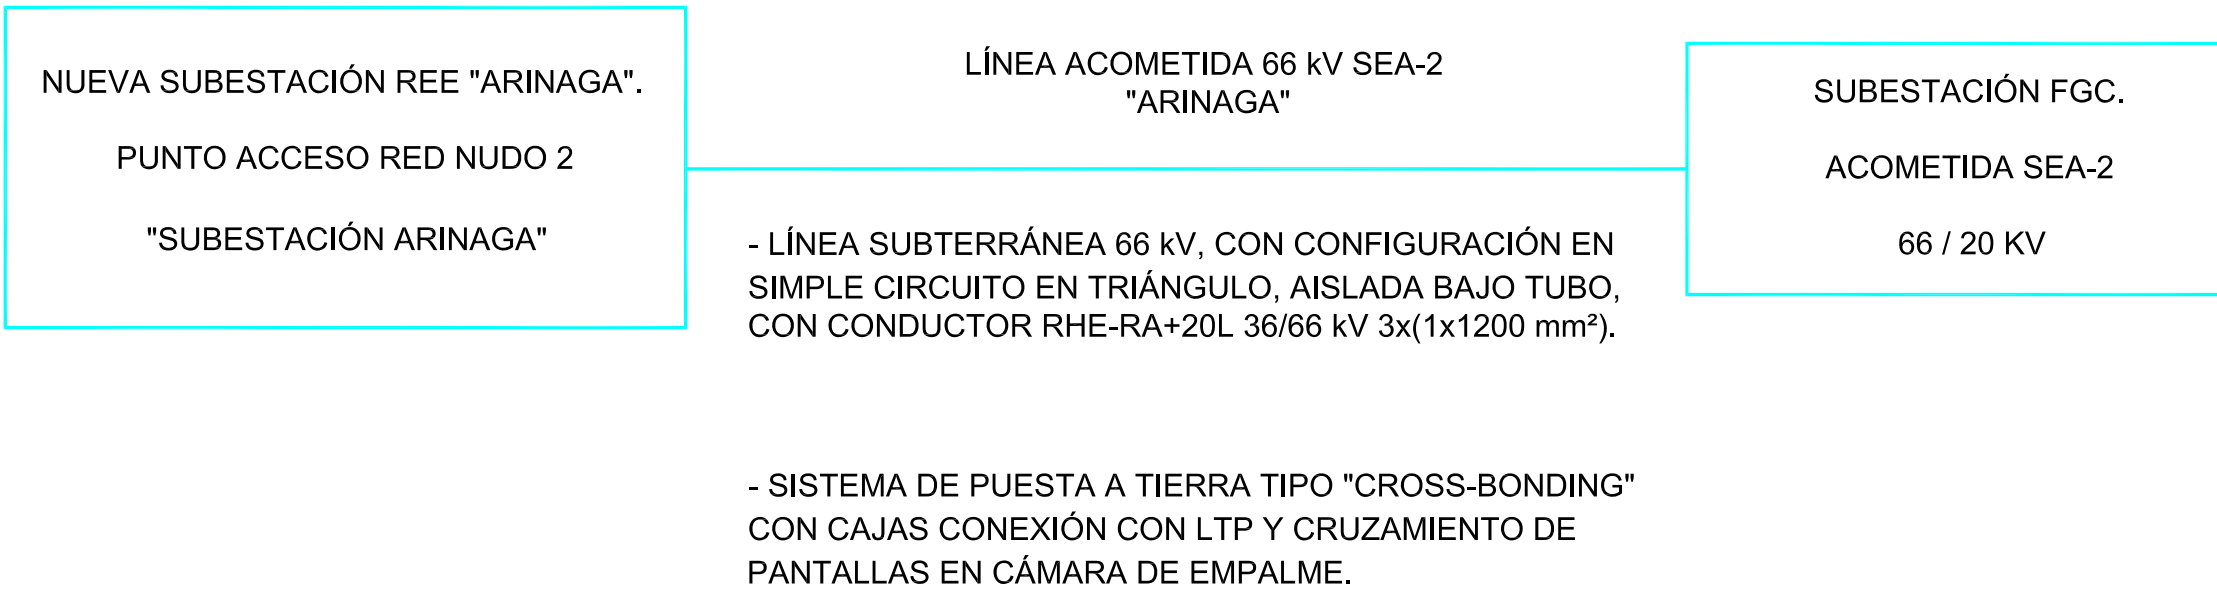 NUEVA SUBESTACIÓN REE "ARINAGA".
PUNTO ACCESO RED NUDO 2
"SUBESTACIÓN ARINAGA"
LÍNEA ACOMETIDA 66 kV SEA-2
"ARINAGA"
- LÍNEA SUBTERRÁNEA 66 kV, CON CONFIGURACIÓN EN
SIMPLE CIRCUITO EN TRIÁNGULO, AISLADA BAJO TUBO,
CON CONDUCTOR RHE-RA+20L 36/66 kV 3x(1x1200 mm²).
- SISTEMA DE PUESTA A TIERRA TIPO "CROSS-BONDING"
CON CAJAS CONEXIÓN CON LTP Y CRUZAMIENTO DE
PANTALLAS EN CÁMARA DE EMPALME.
SUBESTACIÓN FGC.
ACOMETIDA SEA-2
66 / 20 KV